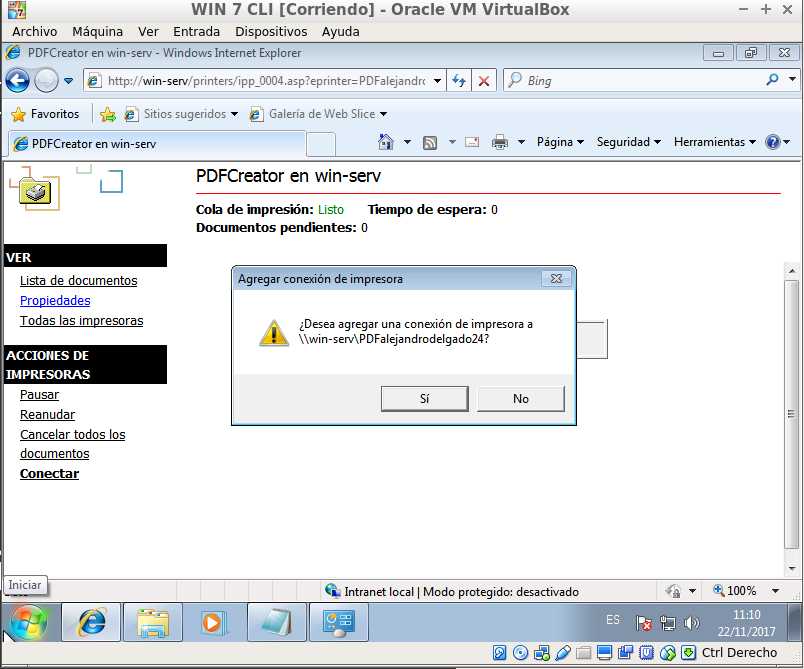 WIN 7 CLI [Corriendo] - Oracle VM VirtualBox
Archivo Máquina Ver Entrada Dispositivos Ayuda
PDFCreator en win-serv - Windows Internet Explorer
http://win-serv/printers/ipp_0004.asp?eprinter=PDFalejandro
Bing
Favoritos Sitios sugeridos Galería de Web Slice
PDFCreator en win-serv
Página Seguridad Herramientas
PDFCreator en win-serv
Cola de impresión: Listo Tiempo de espera: 0
Documentos pendientes: 0
VER
Lista de documentos
Propiedades
Todas las impresoras
ACCIONES DE
IMPRESORAS
Pausar
Reanudar
Cancelar todos los
documentos
Conectar
Agregar conexión de impresora
¿Desea agregar una conexión de impresora a
\\win-serv\PDFalejandrodelgado24?
Sí No
Iniciar
Intranet local | Modo protegido: desactivado 100%
ES
11:10
22/11/2017
Ctrl Derecho